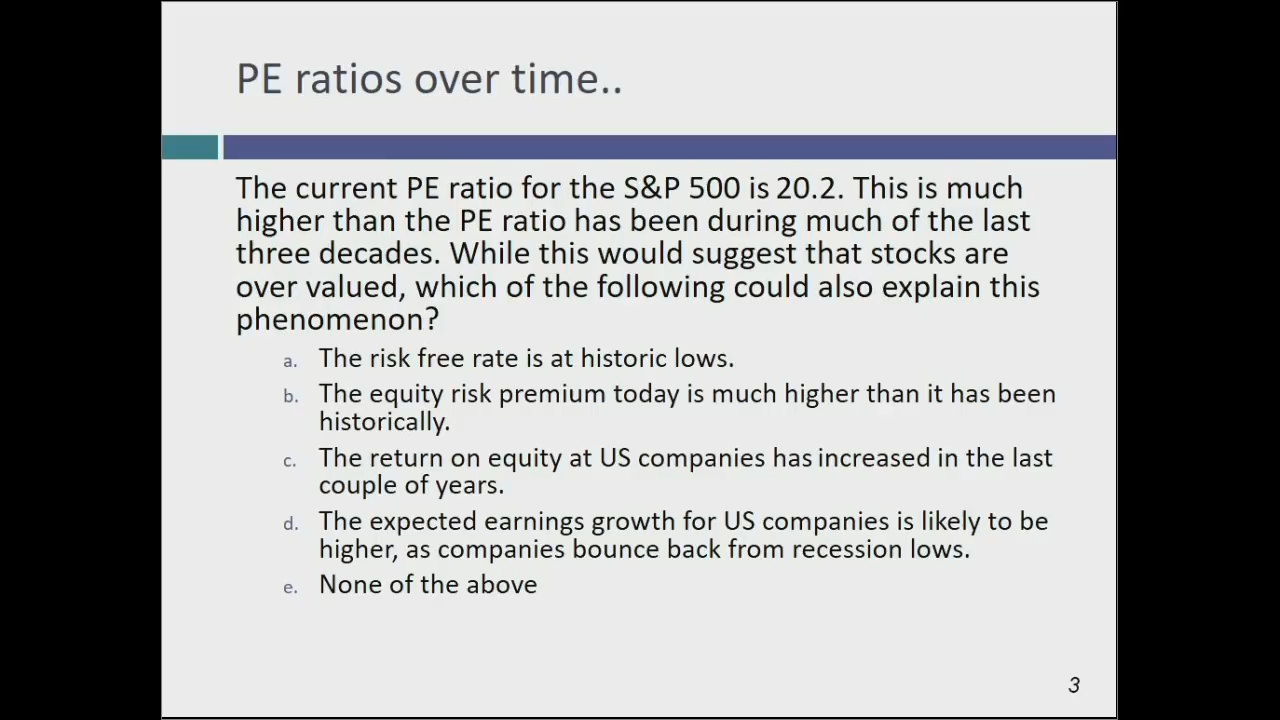 PE ratios over time..
The current PE ratio for the S&P 500 is 20.2. This is much
higher than the PE ratio has been during much of the last
three decades. While this would suggest that stocks are
over valued, which of the following could also explain this
phenomenon?
a. The risk free rate is at historic lows.
b. The equity risk premium today is much higher than it has been
historically.
c. The return on equity at US companies has increased in the last
couple of years.
d. The expected earnings growth for US companies is likely to be
higher, as companies bounce back from recession lows.
e. None of the above
3